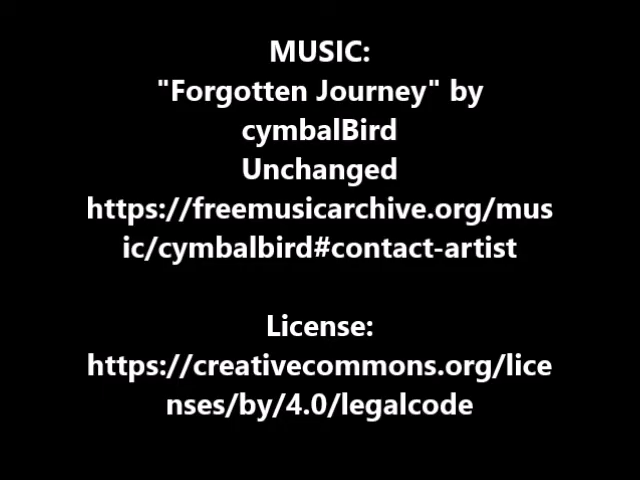 MUSIC:
"Forgotten Journey" by
cymbalBird
Unchanged
https://freemusicarchive.org/mus
ic/cymbalbird#contact-artist
License:
https://creativecommons.org/lice
nses/by/4.0/legalcode